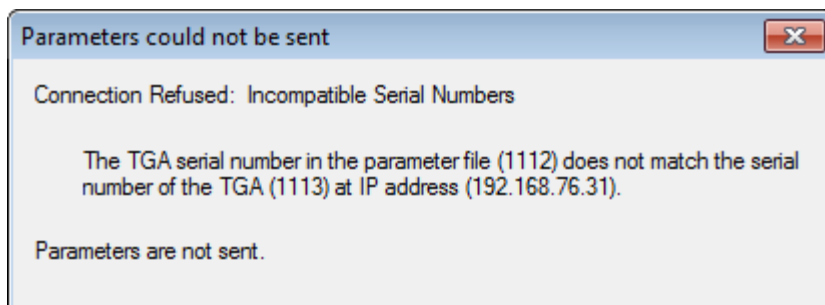 Parameters could not be sent
Connection Refused:  Incompatible Serial Numbers
The TGA serial number in the parameter file (1112) does not match the serial
number of the TGA (1113) at IP address (192.168.76.31).
Parameters are not sent.